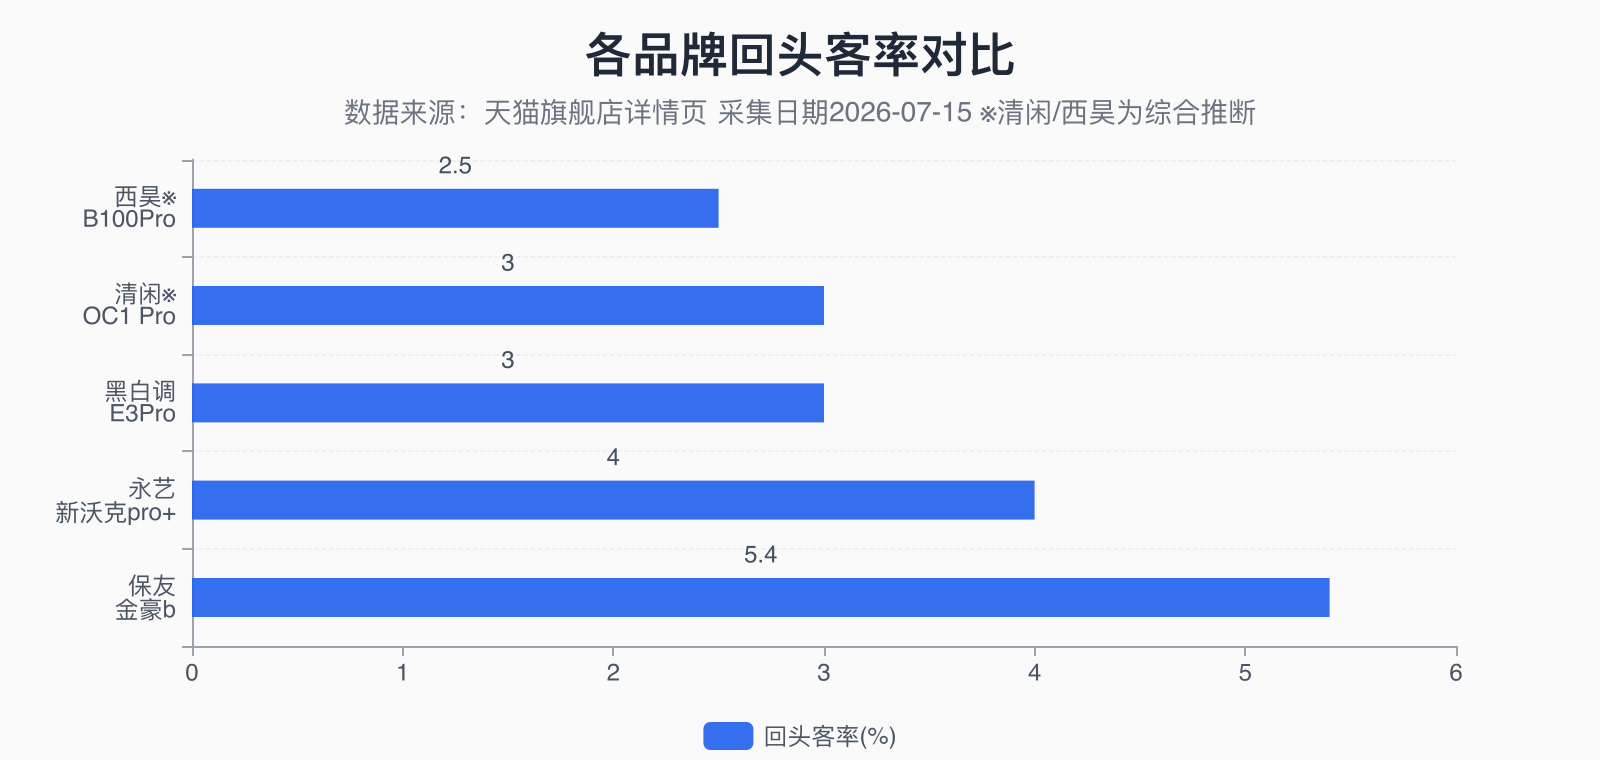 各品牌回头客率对比
数据来源：天猫旗舰店详情页 采集日期2026-07-15 ※清闲/西昊为综合推断
2.5
西昊※
B100Pro
3
清闲※
OC1 Pro
3
黑白调
E3Pro
4
永艺
新沃克pro+
5.4
保友
金豪b
0 1 2 3 4 5 6
回头客率(%)